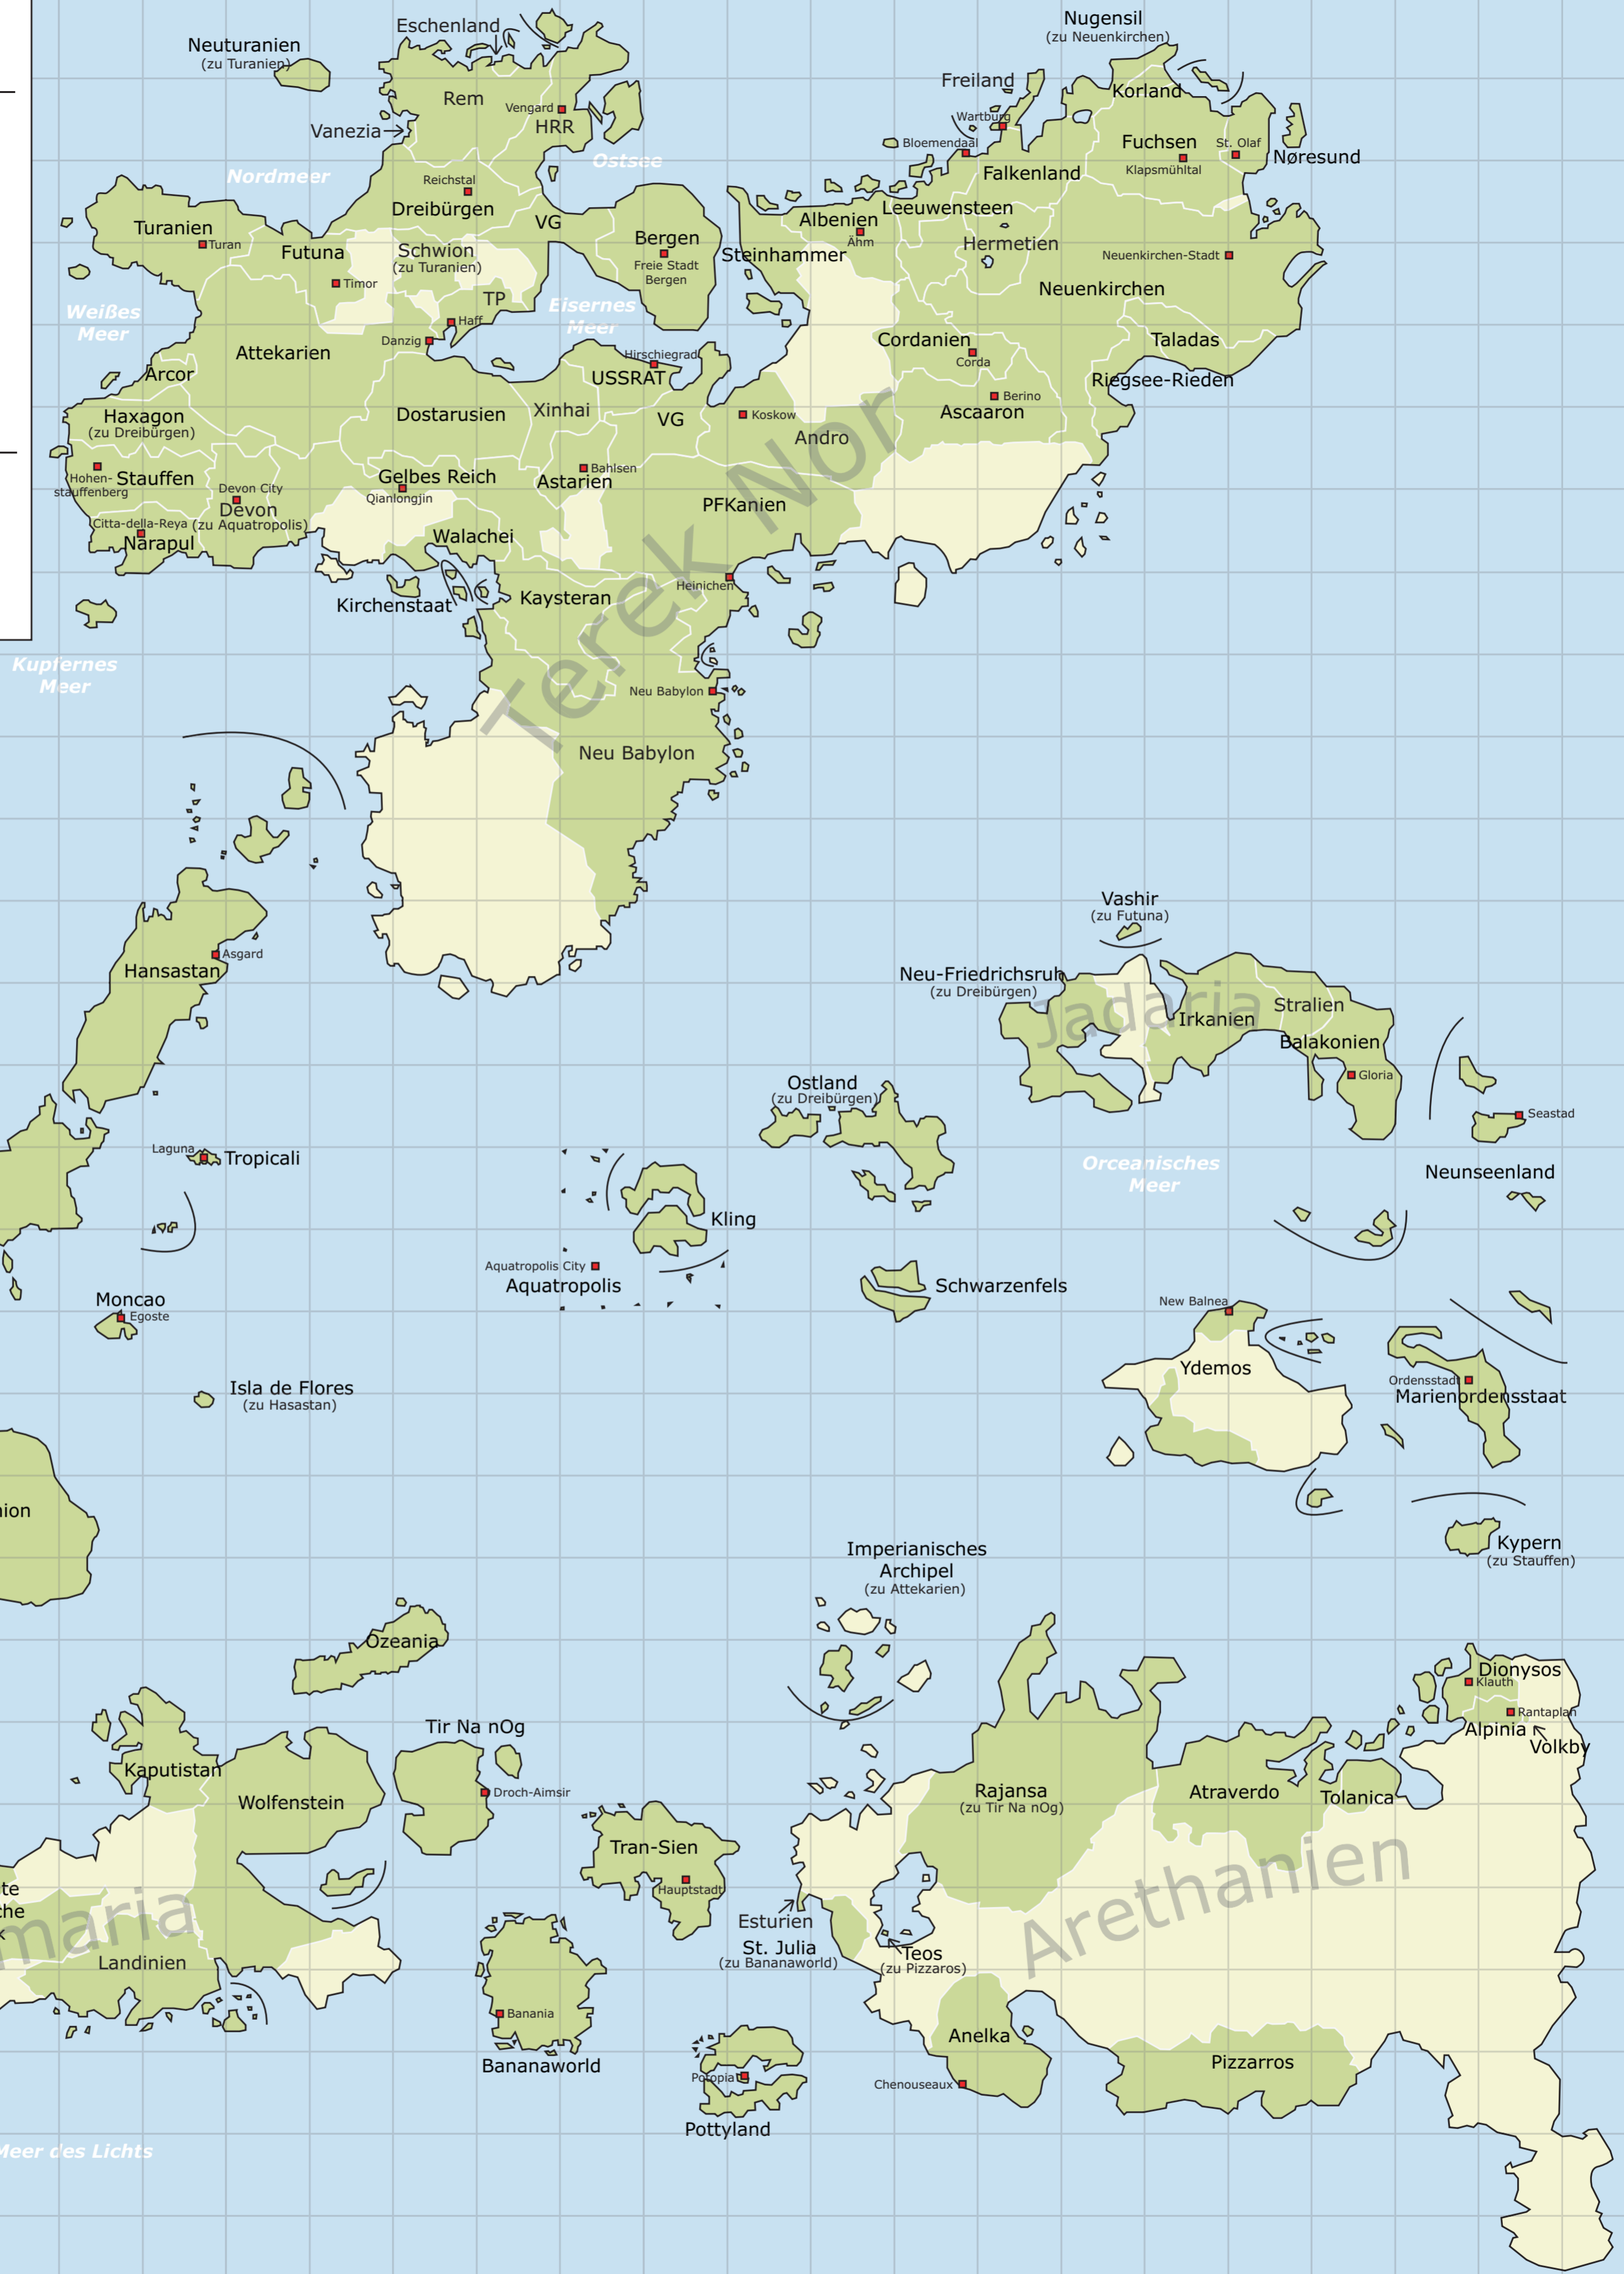 Nugensil
(zu Neuenkirchen)
Eschenland
Neuturanien
(zu Turanien)
Freiland
Korland
Rem
Vengard
HRR
Wartburg
Vanezia
Bloemendaal
Fuchsen
St. Olaf
Klapsmühltal
Nøresund
Ostsee
Nordmeer
Falkenland
Reichstal
Dreibürgen
Leeuwensteen
Albenien
Ähm
VG
Turanien
Turan
Futuna
Schwion
(zu Turanien)
Bergen
Freie Stadt
Bergen
Steinhammer
Hermetien
Neuenkirchen-Stadt
Timor
TP
Neuenkirchen
Weißes
Meer
Eisernes
Meer
Haff
Danzig
Attekarien
Cordanien
Corda
Taladas
Hirschiegrad
USSRAT
Arcor
Riegsee-Rieden
Berino
Ascaaron
Haxagon
(zu Dreibürgen)
Dostarusien
Xinhai
VG
Koskow
Andro
Hohen-
stauffenberg
Stauffen
Gelbes Reich
Qianlongjin
Bahlsen
Astarien
Devon City
Devon
(zu Aquatropolis)
PFKanien
Terek Nor
Citta-della-Reya
Narapul
Walachei
Kirchenstaat
Kaysteran
Heinichen
Kupfernes
Meer
Neu Babylon
Neu Babylon
Vashir
(zu Futuna)
Asgard
Hansastan
Neu-Friedrichsruh
(zu Dreibürgen)
Jadaria
Irkanien
Stralien
Balakonien
Gloria
Ostland
(zu Dreibürgen)
Seastad
Laguna
Tropicali
Orceanisches
Meer
Neunseenland
Kling
Aquatropolis City
Aquatropolis
Schwarzenfels
Moncao
Egoste
New Balnea
Ydemos
Isla de Flores
(zu Hasastan)
Ordensstadt
Marienordensstaat
nion
Imperianisches
Archipel
(zu Attekarien)
Kypern
(zu Stauffen)
Ozeania
Dionysos
Klauth
Rantaplan
Alpinia
Volkby
Tir Na nOg
Droch-Aimsir
Kaputistan
Wolfenstein
Rajansa
(zu Tir Na nOg)
Atraverdo
Tolanica
Tran-Sien
Hauptstadt
te
che
k
maria
Landinien
Esturien
St. Julia
(zu Bananaworld)
Teos
(zu Pizzaros)
Arethanien
Banania
Bananaworld
Anelka
Chenouseaux
Pizzarros
Potopia
Pottyland
Meer des Lichts